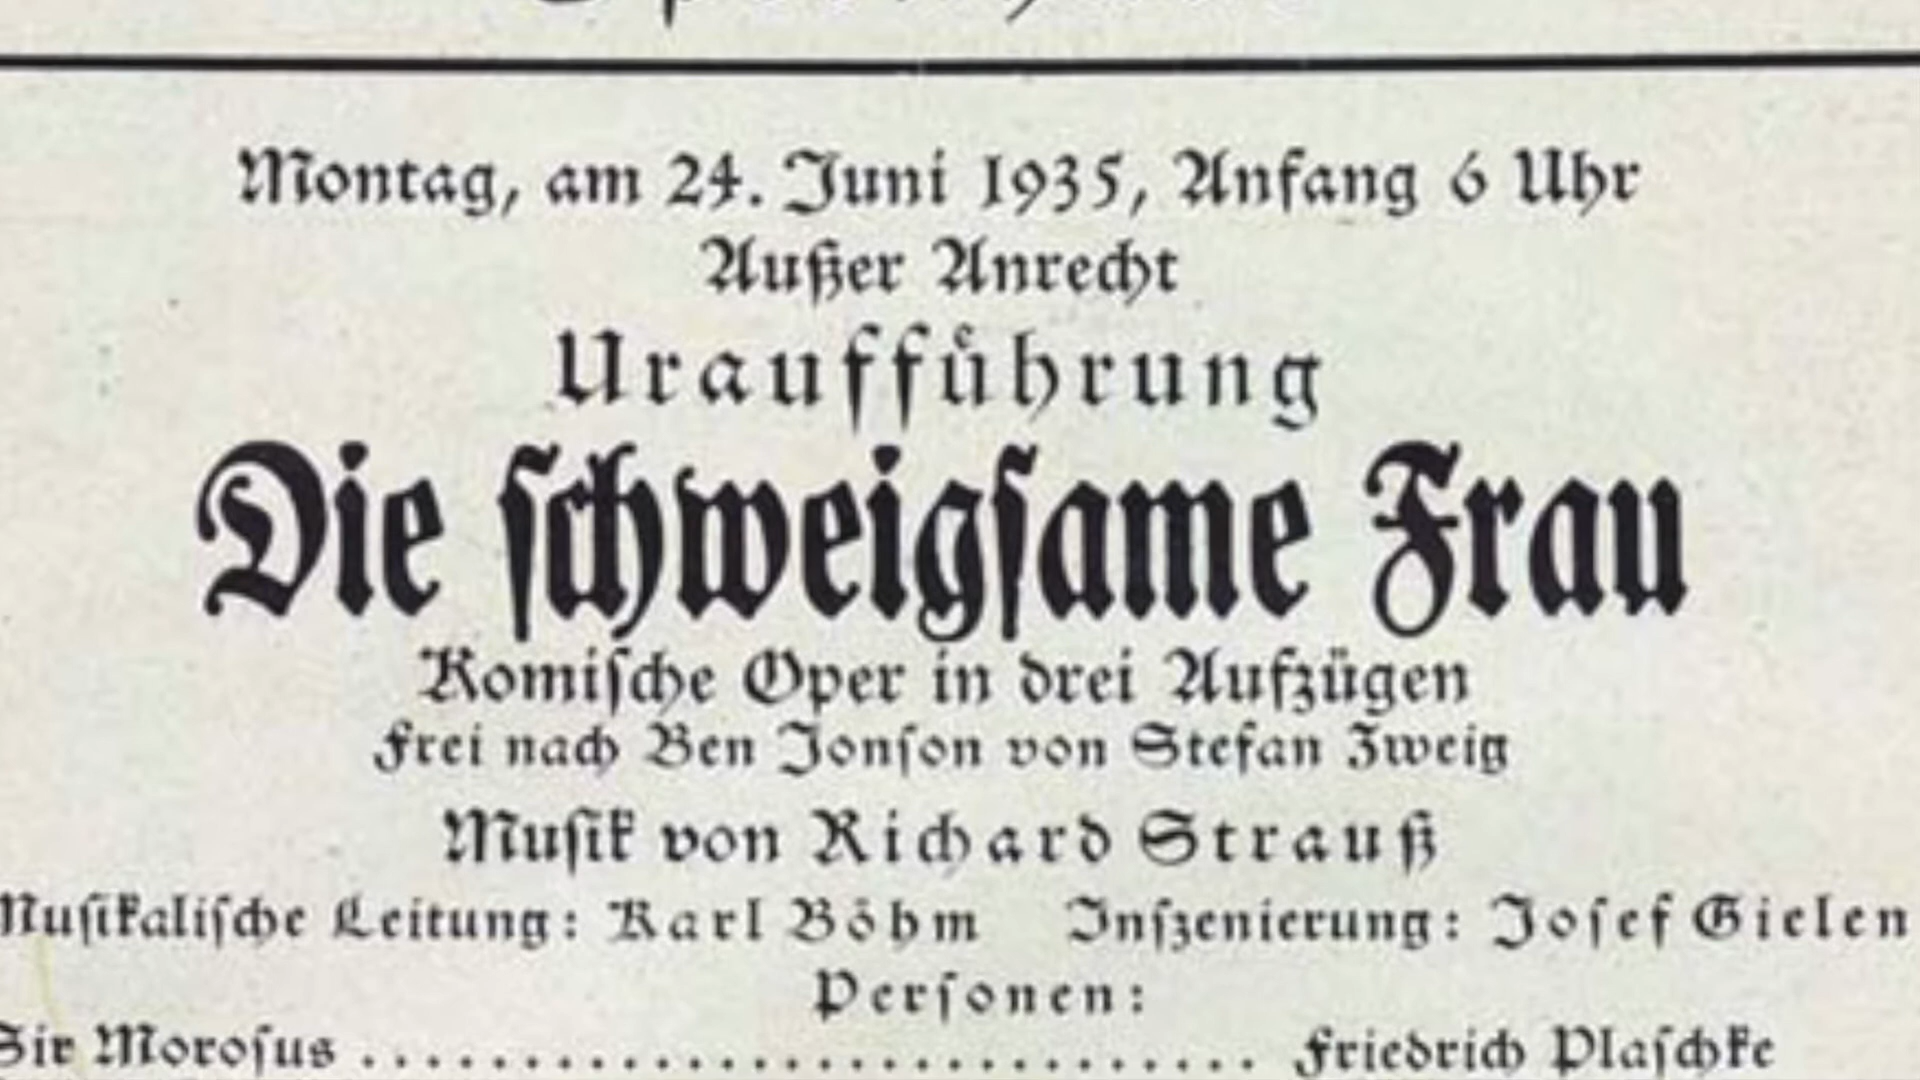 Montag, am 24. Juni 1935, Anfang 6 Uhr
Außer Anrecht
Uraufführung
Die schweigsame Frau
Komische Oper in drei Aufzügen
Frei nach Ben Jonson von Stefan Zweig
Musik von Richard Strauß
Musikalische Leitung: Karl Böhm Inszenierung: Josef Gielen
Personen:
Sir Morosus .............................. Friedrich Plaschke